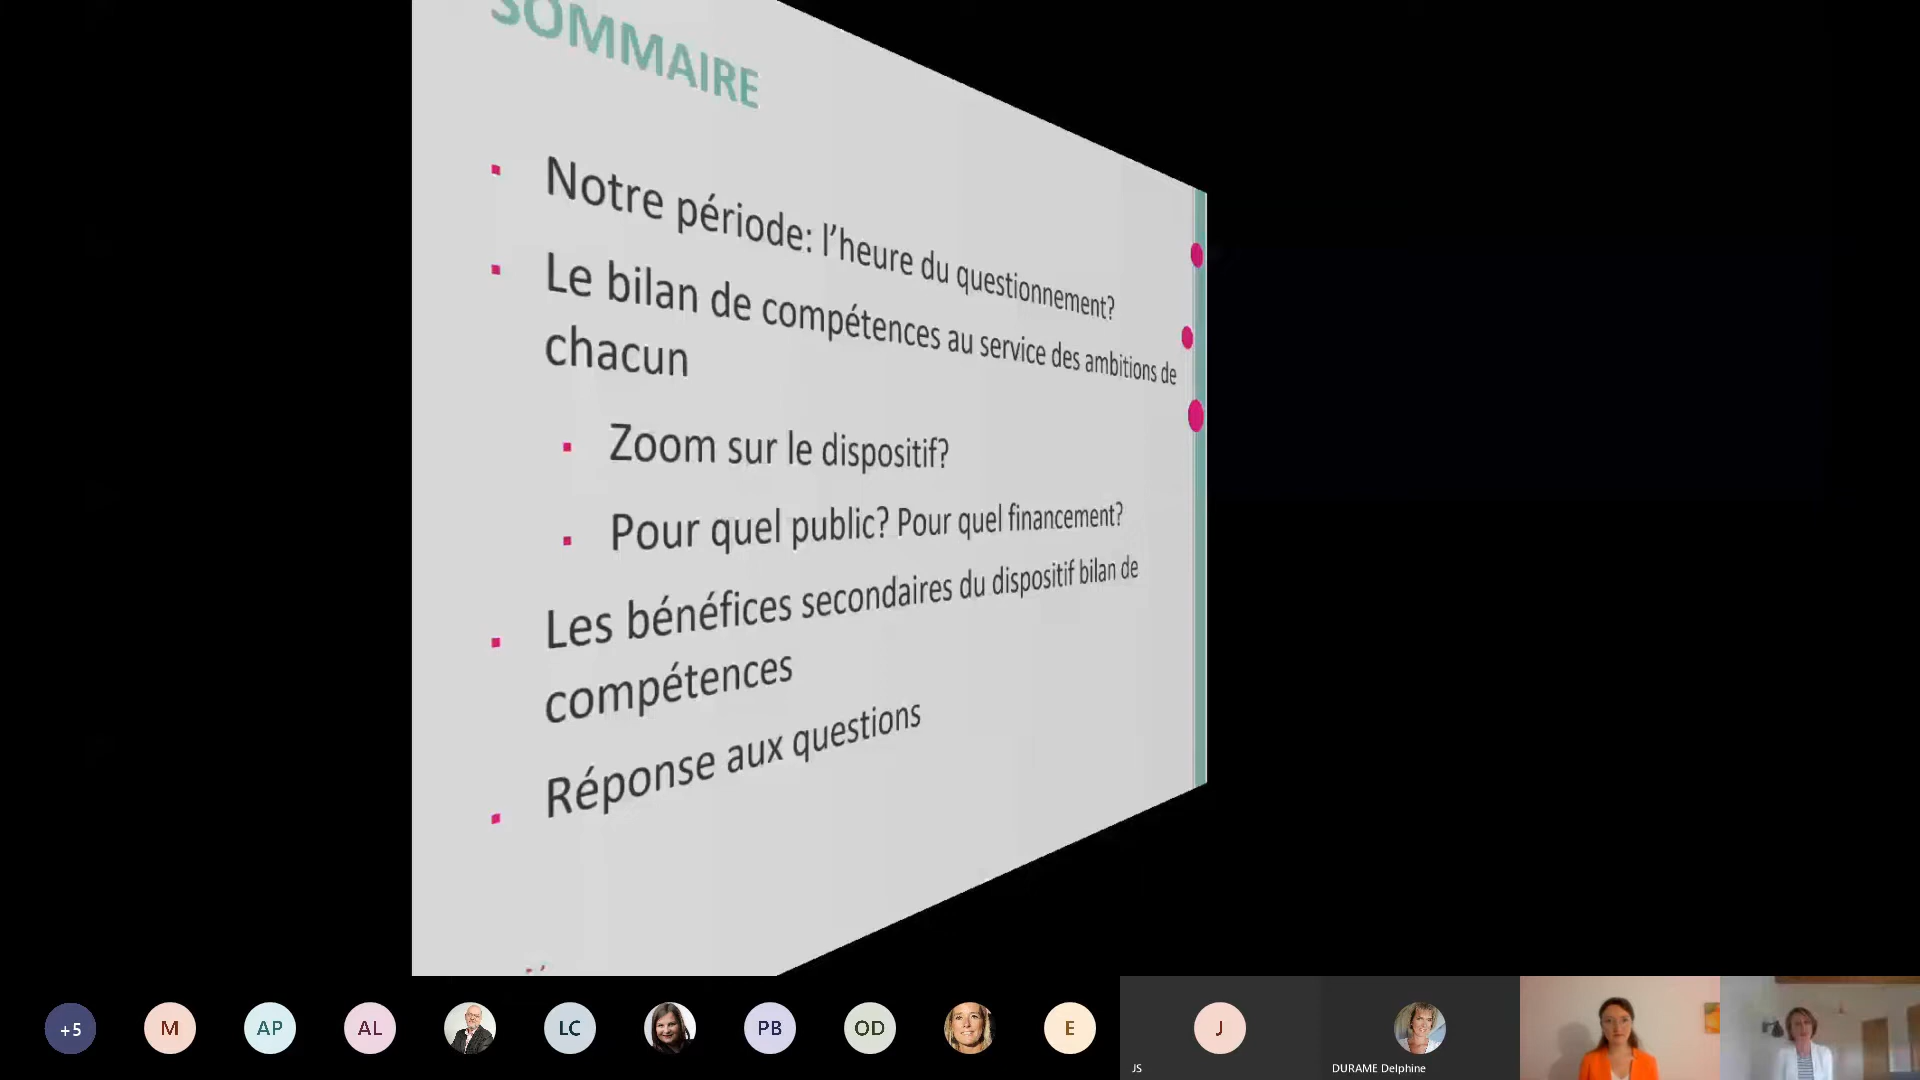 SOMMAIRE
Notre période: l’heure du questionnement?
Le bilan de compétences au service des ambitions de
chacun
Zoom sur le dispositif?
Pour quel public? Pour quel financement?
Les bénéfices secondaires du dispositif bilan de
compétences
Réponse aux questions
+5
M
AP
AL
LC
PB
OD
E
J
JS
DURAME Delphine